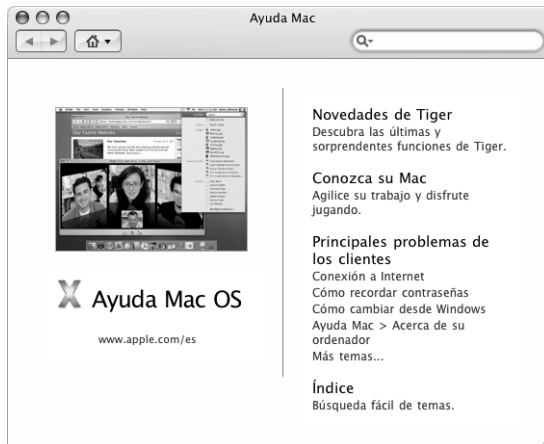 Ayuda Mac
Ayuda Mac OS
www.apple.com/es
Novedades de Tiger
Descubra las últimas y
sorprendentes funciones de Tiger.
Conozca su Mac
Agilice su trabajo y disfrute
jugando.
Principales problemas de
los clientes
Conexión a Internet
Cómo recordar contraseñas
Cómo cambiar desde Windows
Ayuda Mac > Acerca de su
ordenador
Más temas...
Índice
Búsqueda fácil de temas.